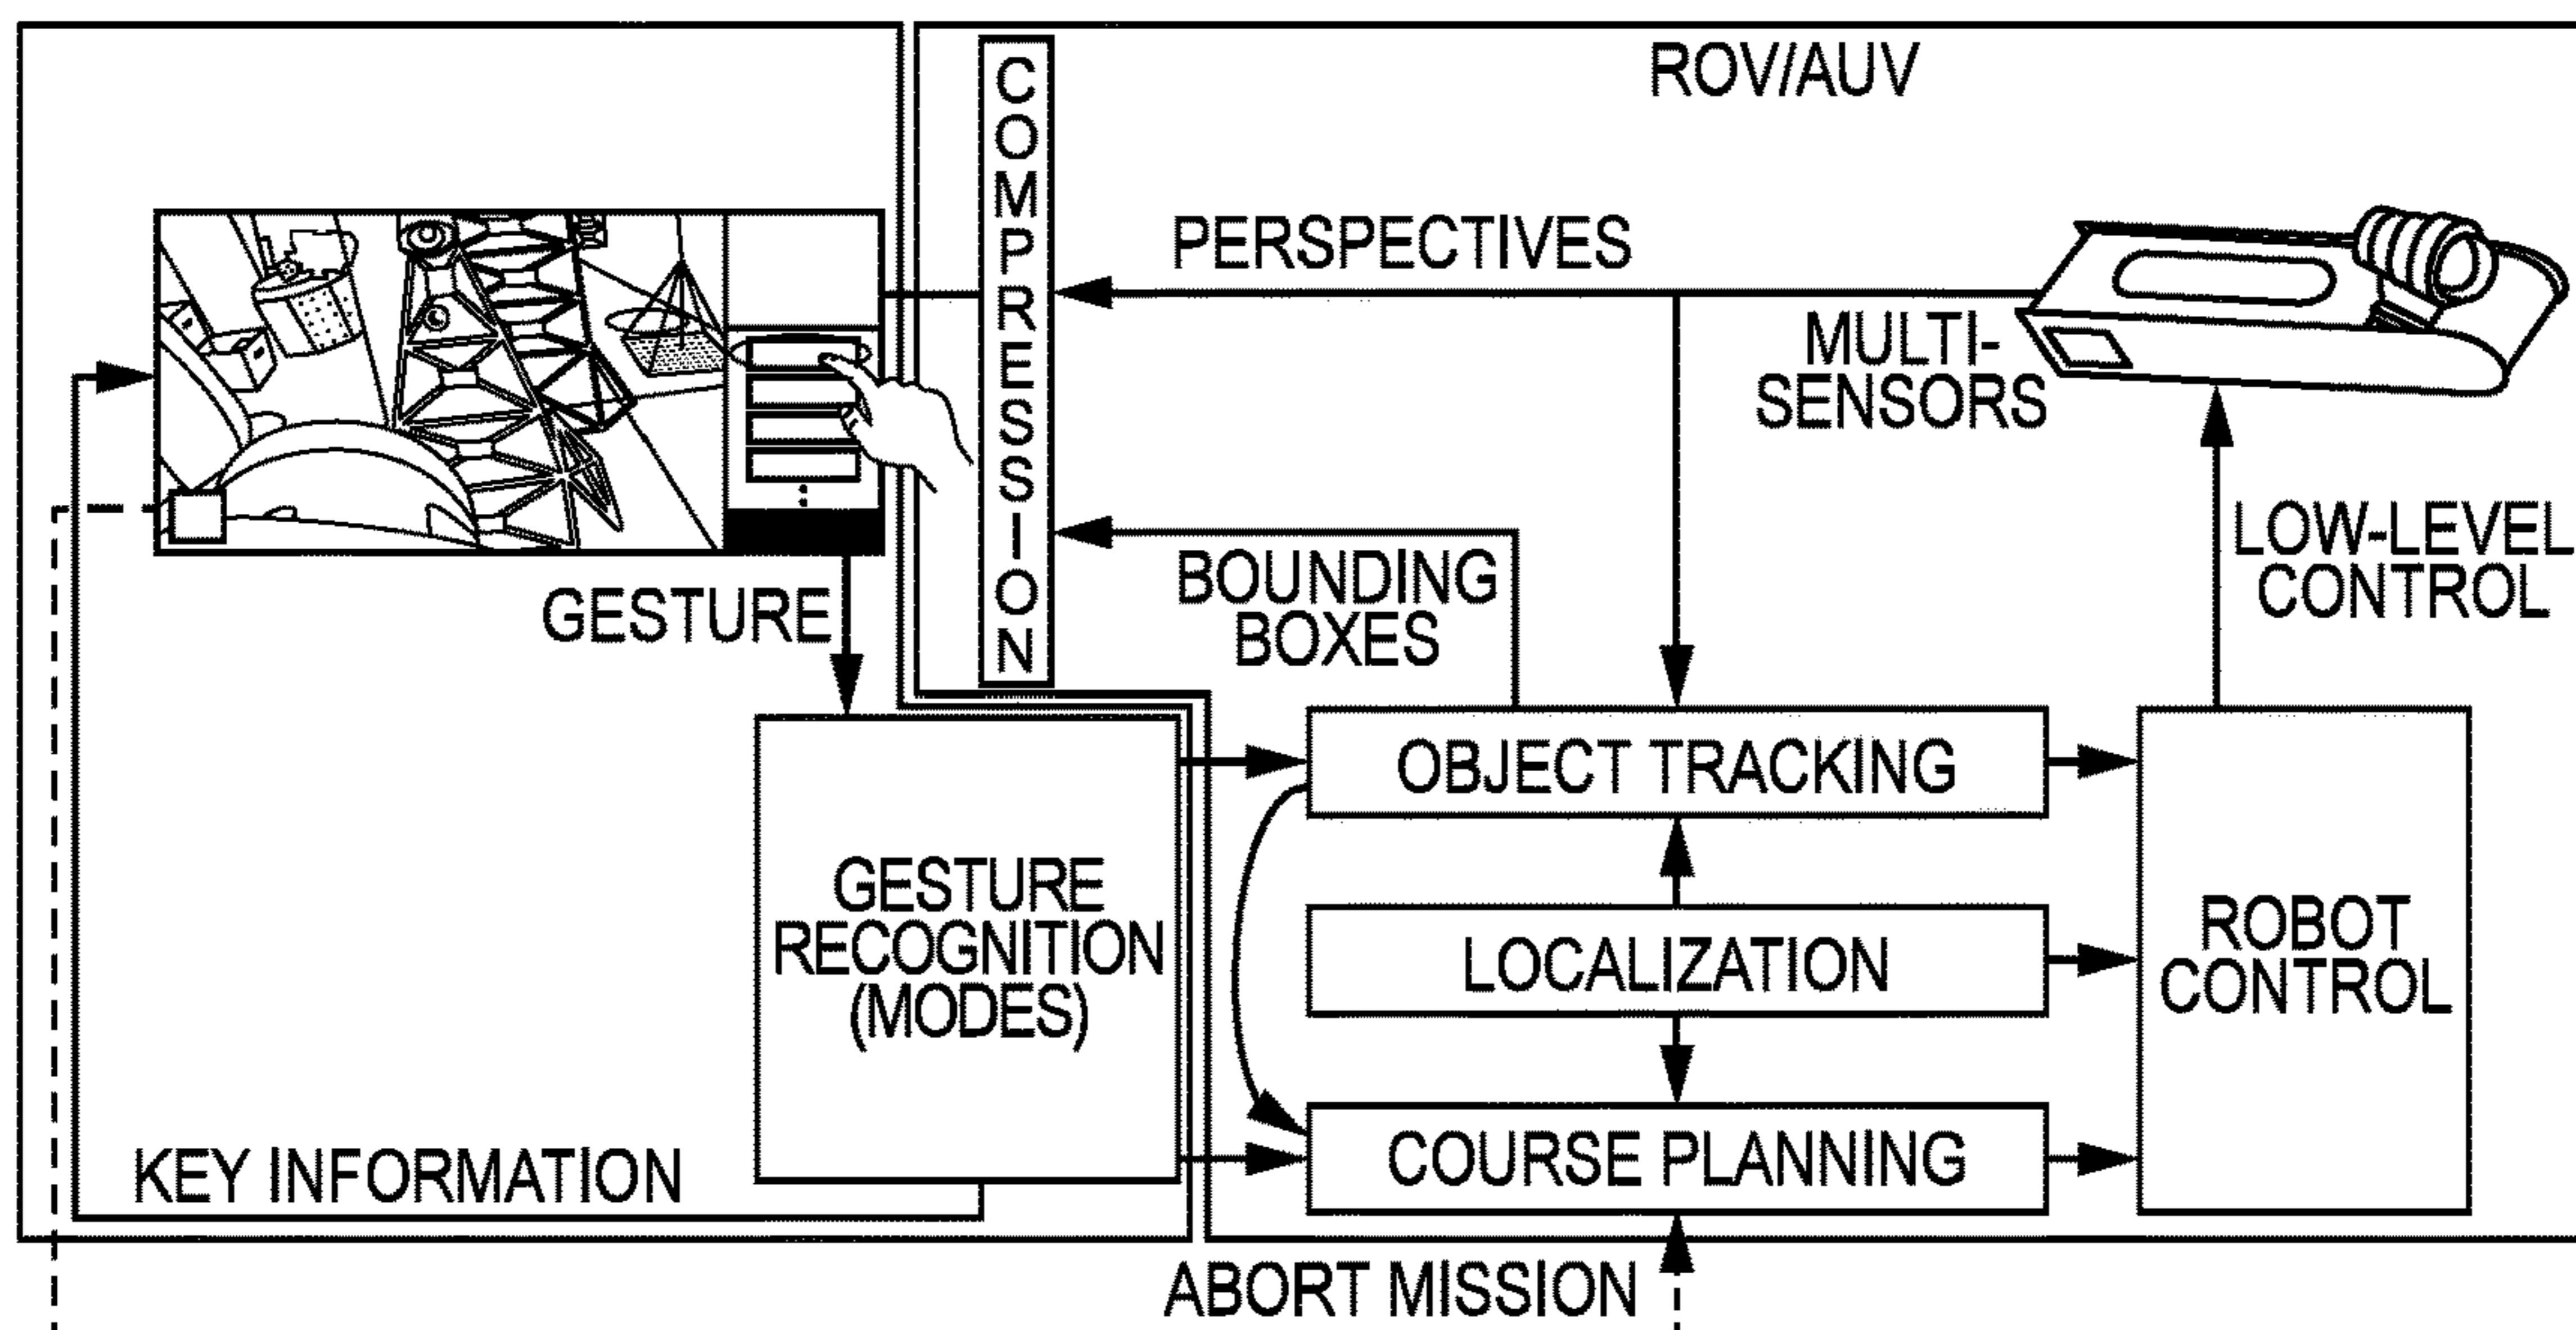 ROV/AUV
COMPRESSION
PERSPECTIVES
MULTI-
SENSORS
LOW-LEVEL
CONTROL
BOUNDING
BOXES
GESTURE
OBJECT TRACKING
GESTURE
RECOGNITION
(MODES)
LOCALIZATION
ROBOT
CONTROL
COURSE PLANNING
KEY INFORMATION
ABORT MISSION